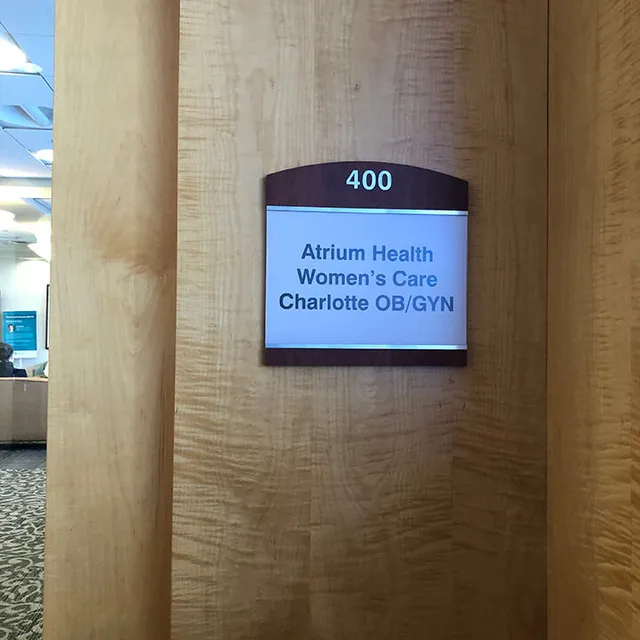 400
Atrium Health
Women's Care
Charlotte OB/GYN